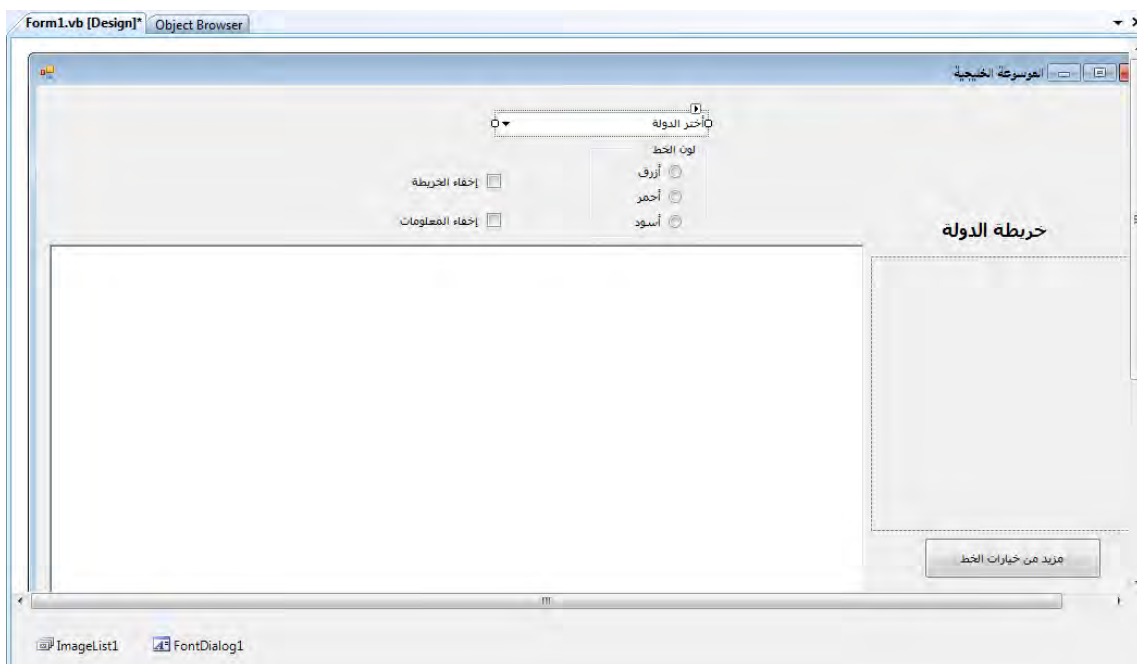 Form1.vb [Design]* Object Browser
الموسوعة الخليجية
أختر الدولة
لون الخط
أزرق
إخفاء الخريطة
أحمر
أسود
إخفاء المعلومات
خريطة الدولة
مزيد من خيارات الخط
ImageList1 FontDialog1